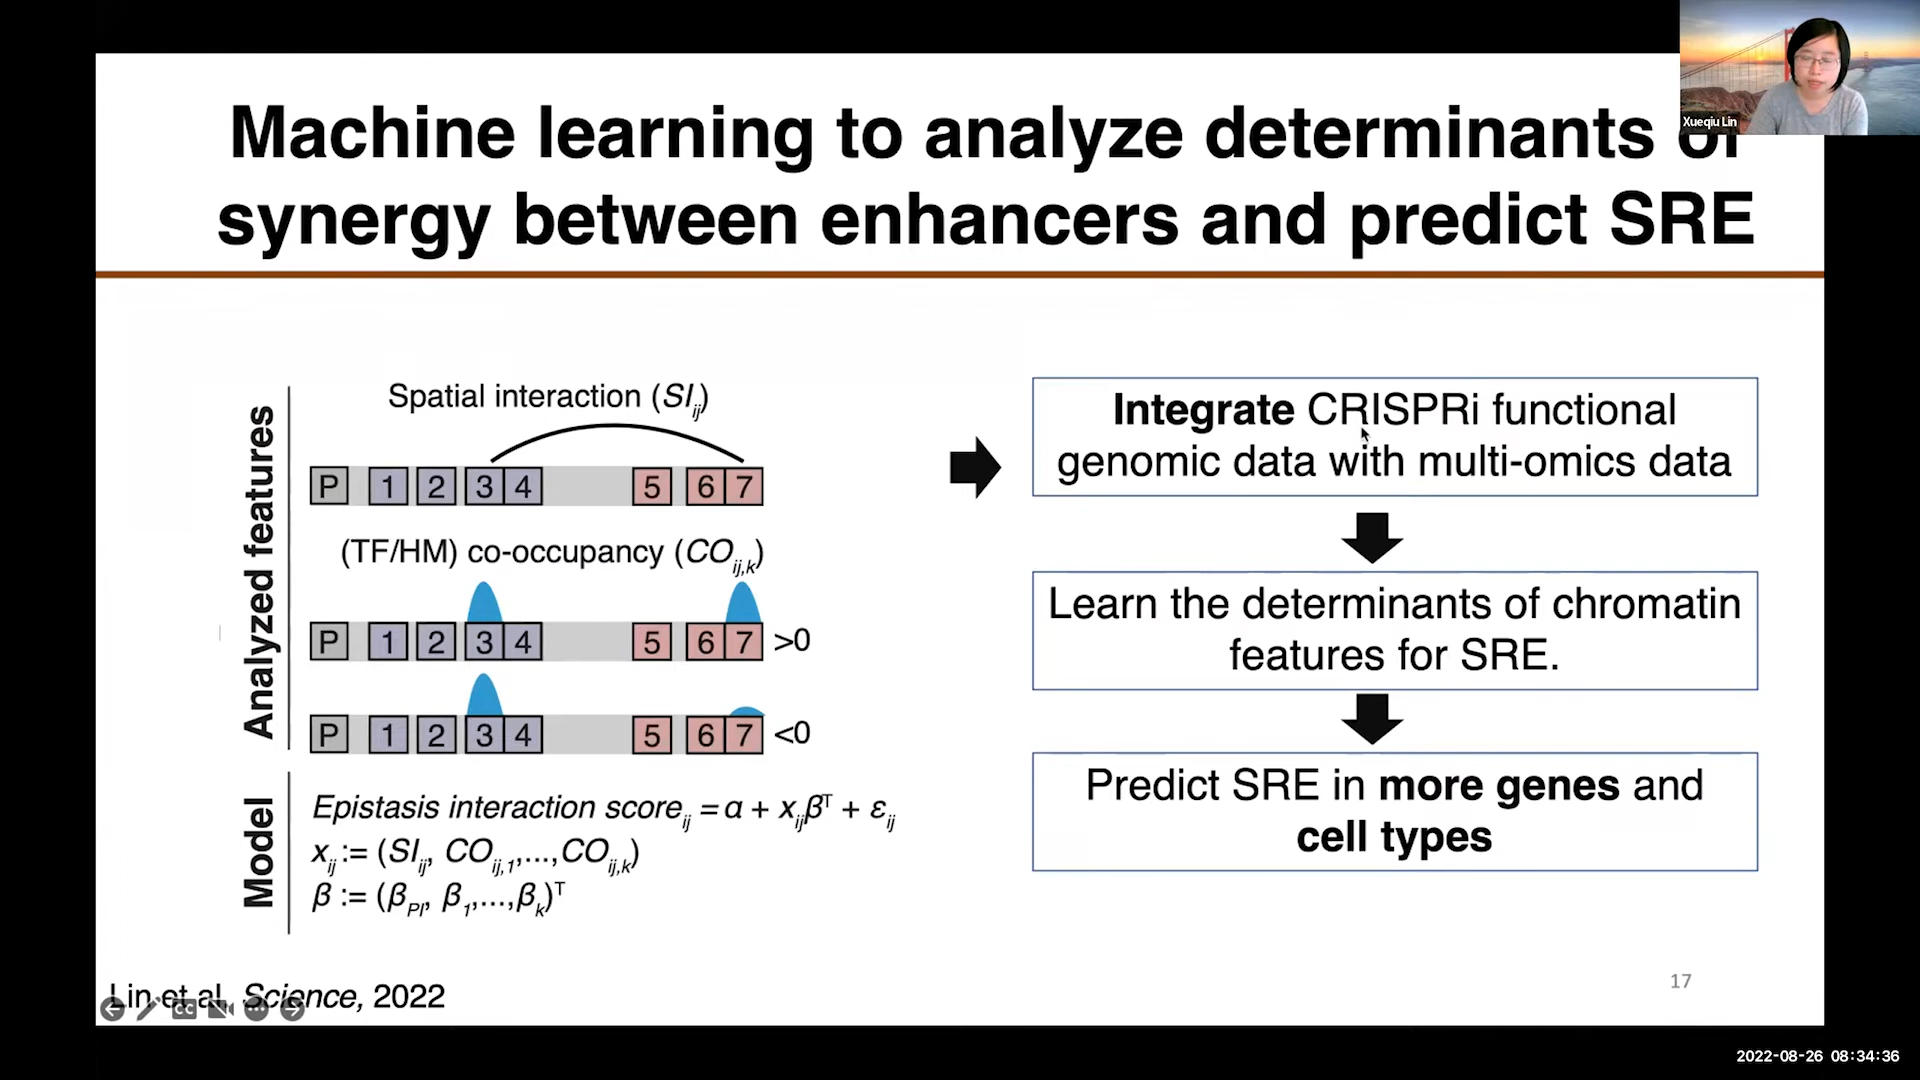 Xueqiu Lin
Machine learning to analyze determinants of
synergy between enhancers and predict SRE
Analyzed features
Spatial interaction (SIij)
P 1 2 3 4 5 6 7
(TF/HM) co-occupancy (COij,k)
P 1 2 3 4 5 6 7 >0
P 1 2 3 4 5 6 7 <0
Model
Epistasis interaction scoreij = α + xijβT + εij
xij := (SIij, COij,1,...,COij,k)
β := (βPI, β1,...,βk)T
Integrate CRISPRi functional
genomic data with multi-omics data
Learn the determinants of chromatin
features for SRE.
Predict SRE in more genes and
cell types
17
Lin et al. Science, 2022
CC
2022-08-26 08:34:36